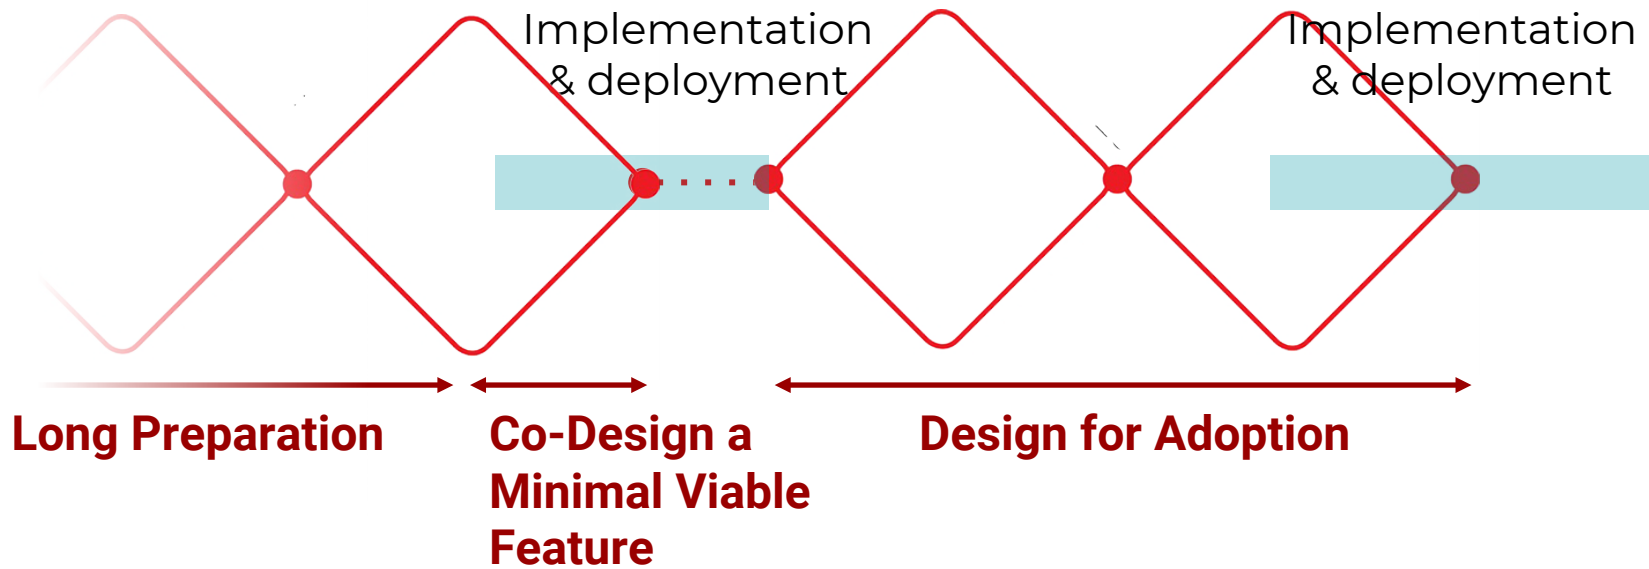 Implementation
& deployment
Implementation
& deployment
Long Preparation
Co-Design a
Minimal Viable
Feature
Design for Adoption